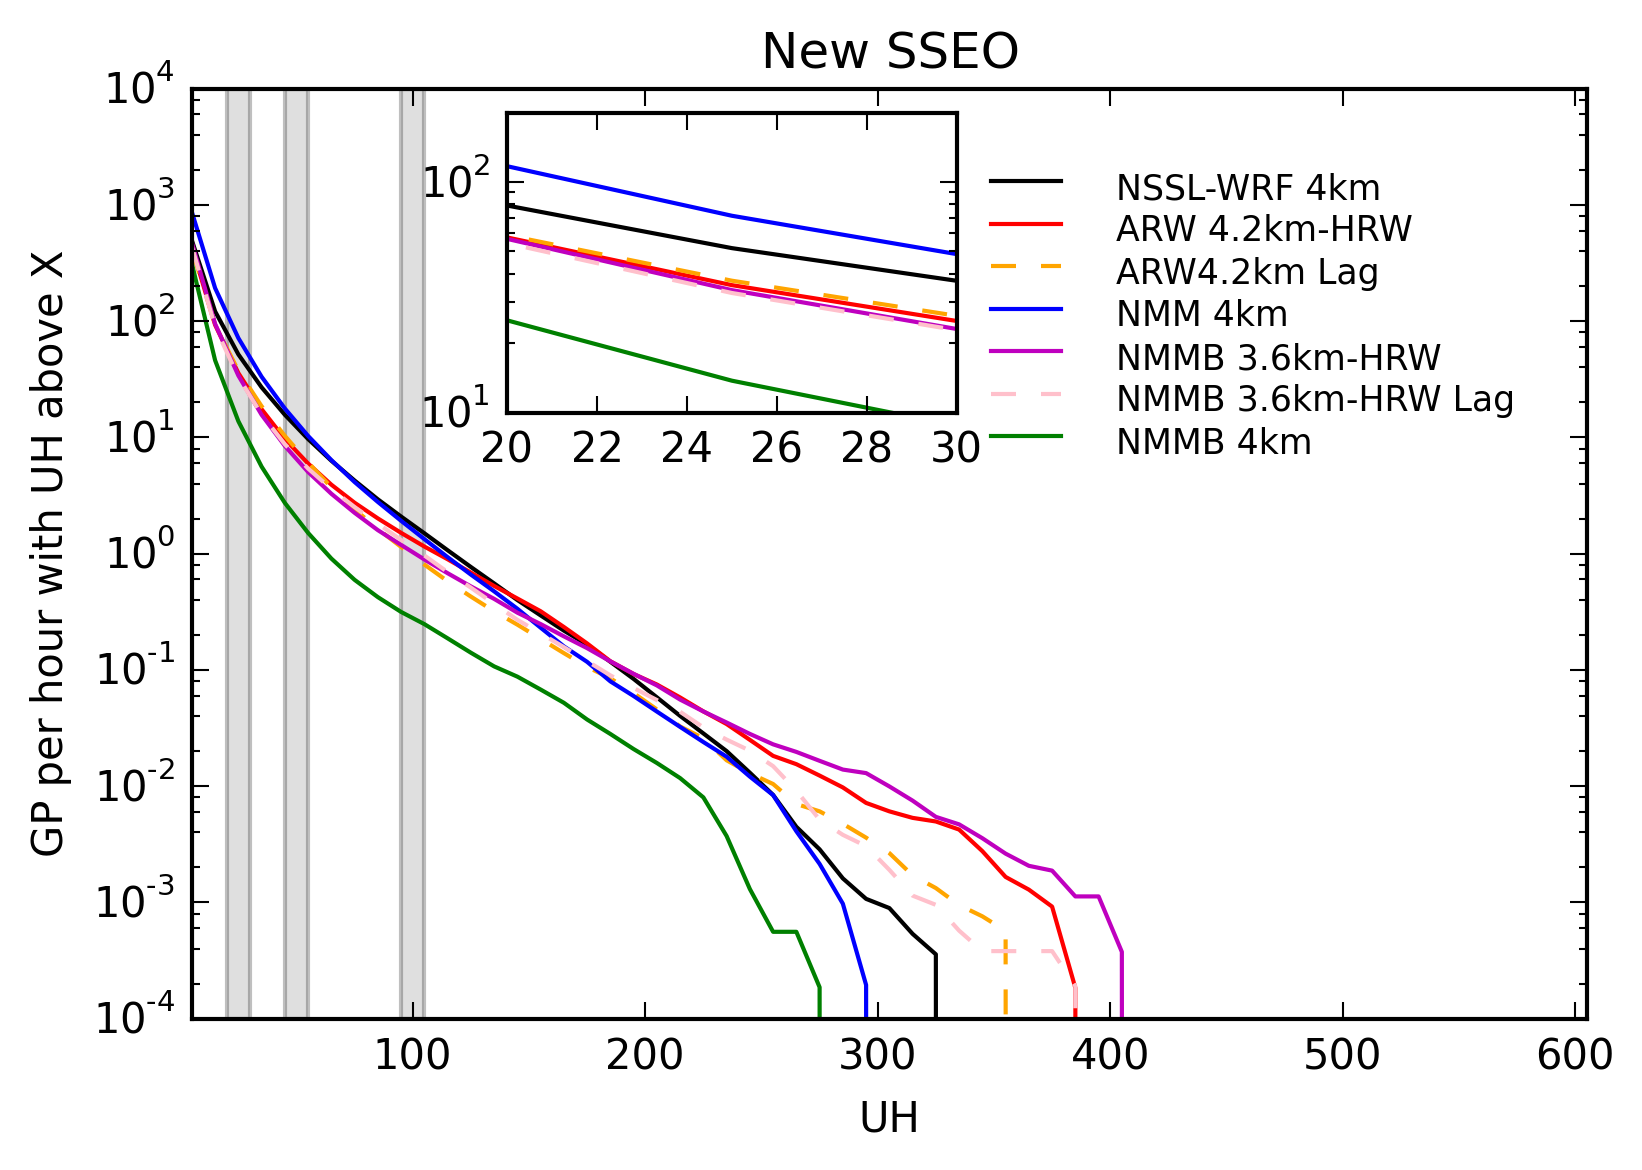 New SSEO
GP per hour with UH above X
10^4
10^3
10^2
10^1
10^0
10^-1
10^-2
10^-3
10^-4
10^2
10^1
20 22 24 26 28 30
NSSL-WRF 4km
ARW 4.2km-HRW
ARW4.2km Lag
NMM 4km
NMMB 3.6km-HRW
NMMB 3.6km-HRW Lag
NMMB 4km
100 200 300 400 500 600
UH